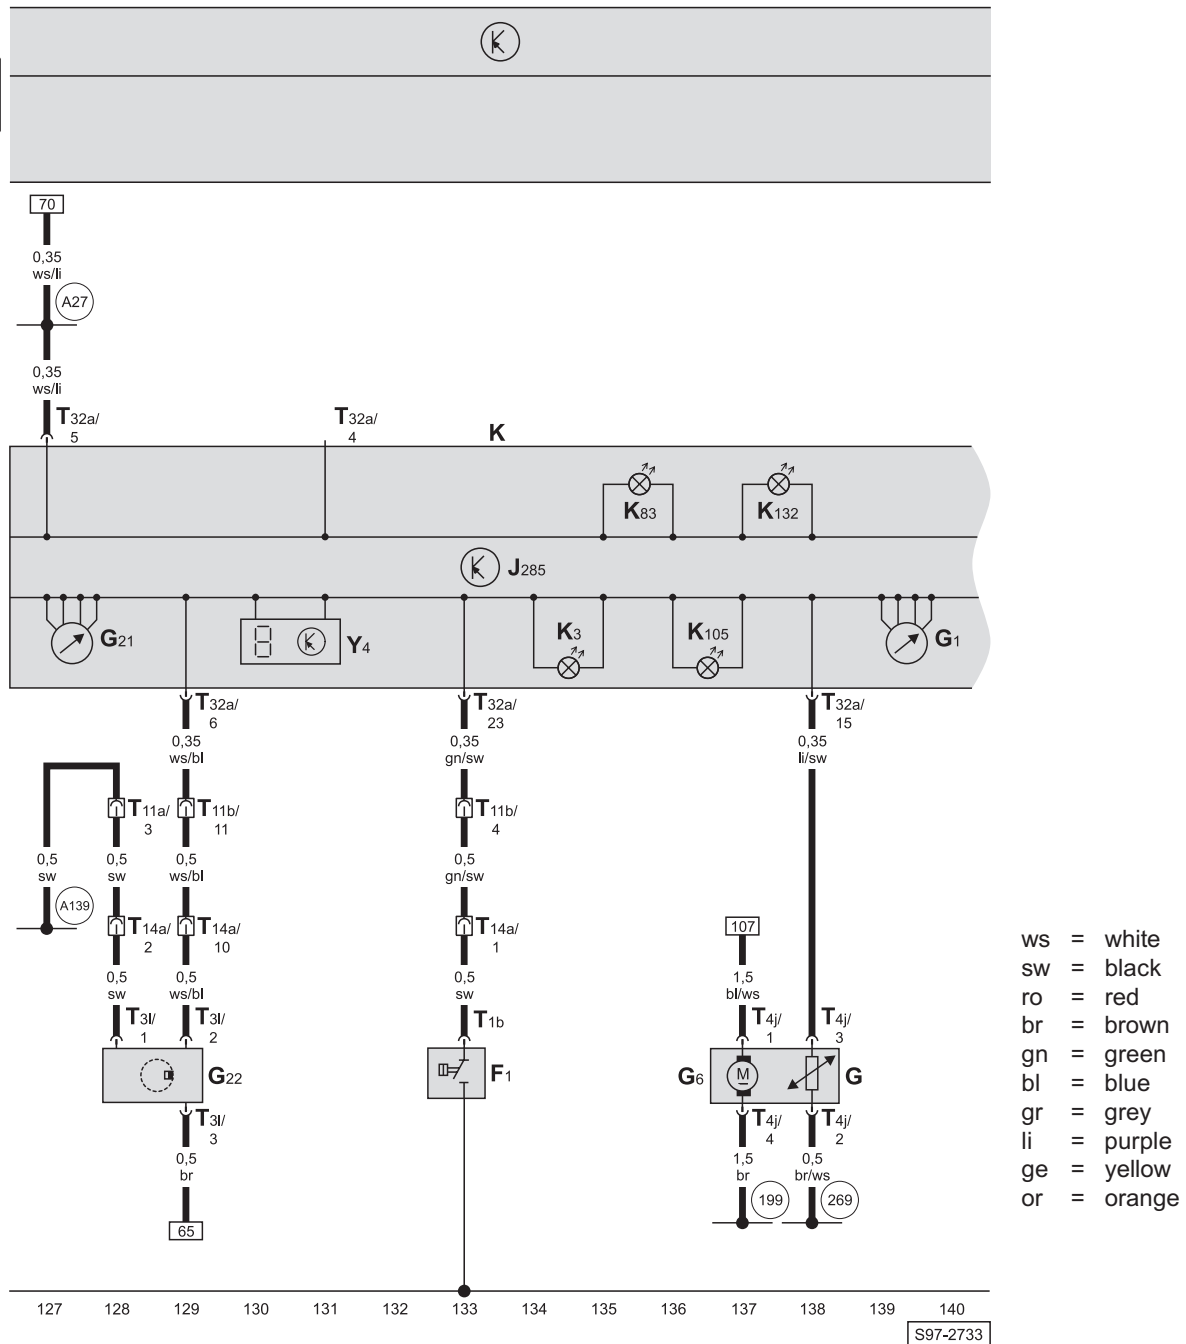 70
0,35
ws/li
A27
0,35
ws/li
T32a/
5
T32a/
4
K
K83
K132
J285
G21
Y4
K3
K105
G1
T32a/
6
T32a/
23
T32a/
15
0,35
ws/bl
0,35
gn/sw
0,35
li/sw
T11a/
3
T11b/
11
T11b/
4
0,5
sw
0,5
sw
0,5
ws/bl
0,5
gn/sw
A139
T14a/
2
T14a/
10
T14a/
1
107
0,5
sw
0,5
ws/bl
0,5
sw
1,5
bl/ws
T3l/
1
T3l/
2
T1b
T4j/
1
T4j/
3
G22
F1
G6
M
G
T3l/
3
T4j/
4
T4j/
2
0,5
br
1,5
br
0,5
br/ws
199
269
65
ws = white
sw = black
ro = red
br = brown
gn = green
bl = blue
gr = grey
li = purple
ge = yellow
or = orange
127 128 129 130 131 132 133 134 135 136 137 138 139 140
S97-2733